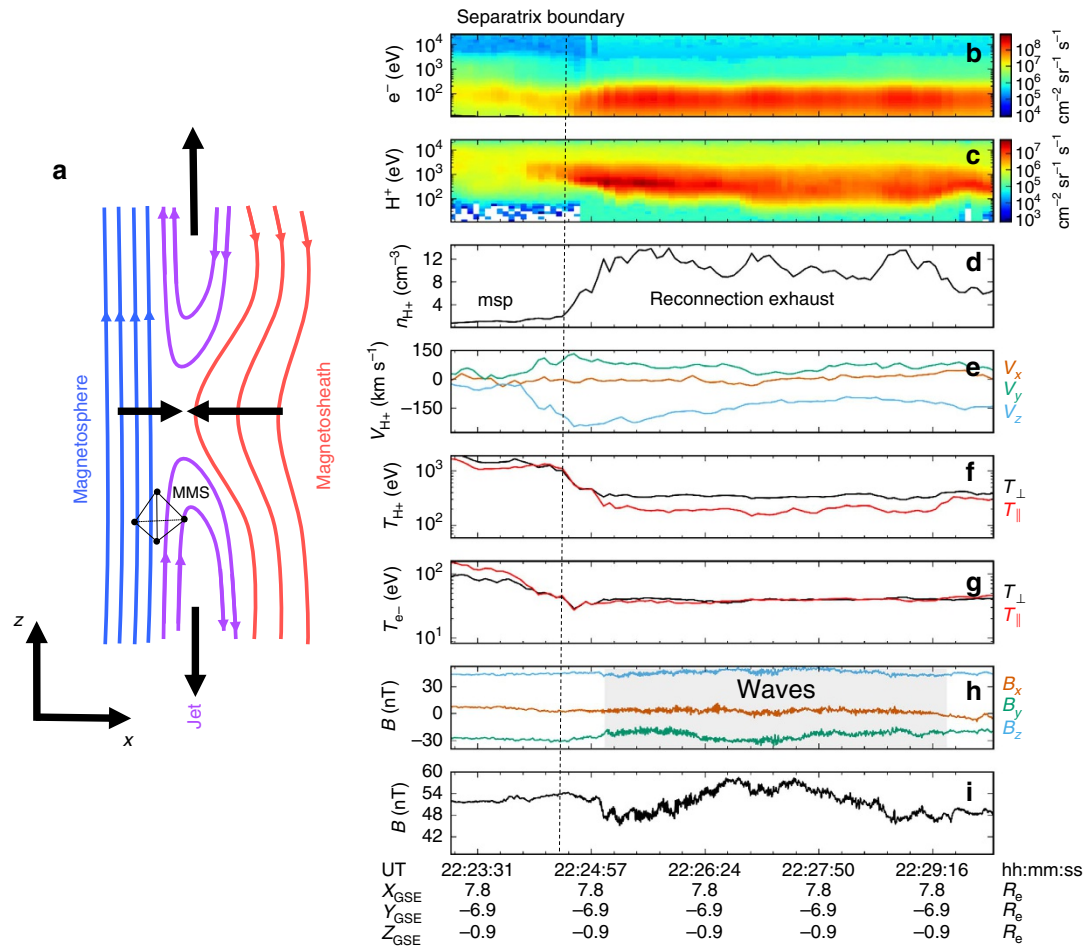 Separatrix boundary
a
Magnetosphere
Magnetosheath
MMS
Jet
z
x
b
e⁻ (eV)
10⁴
10³
10²
10⁸
10⁷
10⁶
10⁵
10⁴
cm⁻² sr⁻¹ s⁻¹
c
H⁺ (eV)
10⁴
10³
10²
10⁷
10⁶
10⁵
10⁴
10³
cm⁻² sr⁻¹ s⁻¹
d
n_H+ (cm⁻³)
12
8
4
msp
Reconnection exhaust
e
V_H+ (km s⁻¹)
150
0
−150
V_x
V_y
V_z
f
T_H+ (eV)
10³
10²
T_⊥
T_∥
g
T_e− (eV)
10²
10¹
T_⊥
T_∥
h
B (nT)
30
0
−30
Waves
B_x
B_y
B_z
i
B (nT)
60
54
48
42
UT 22:23:31 22:24:57 22:26:24 22:27:50 22:29:16 hh:mm:ss
X_GSE 7.8 7.8 7.8 7.8 7.8 R_e
Y_GSE −6.9 −6.9 −6.9 −6.9 −6.9 R_e
Z_GSE −0.9 −0.9 −0.9 −0.9 −0.9 R_e